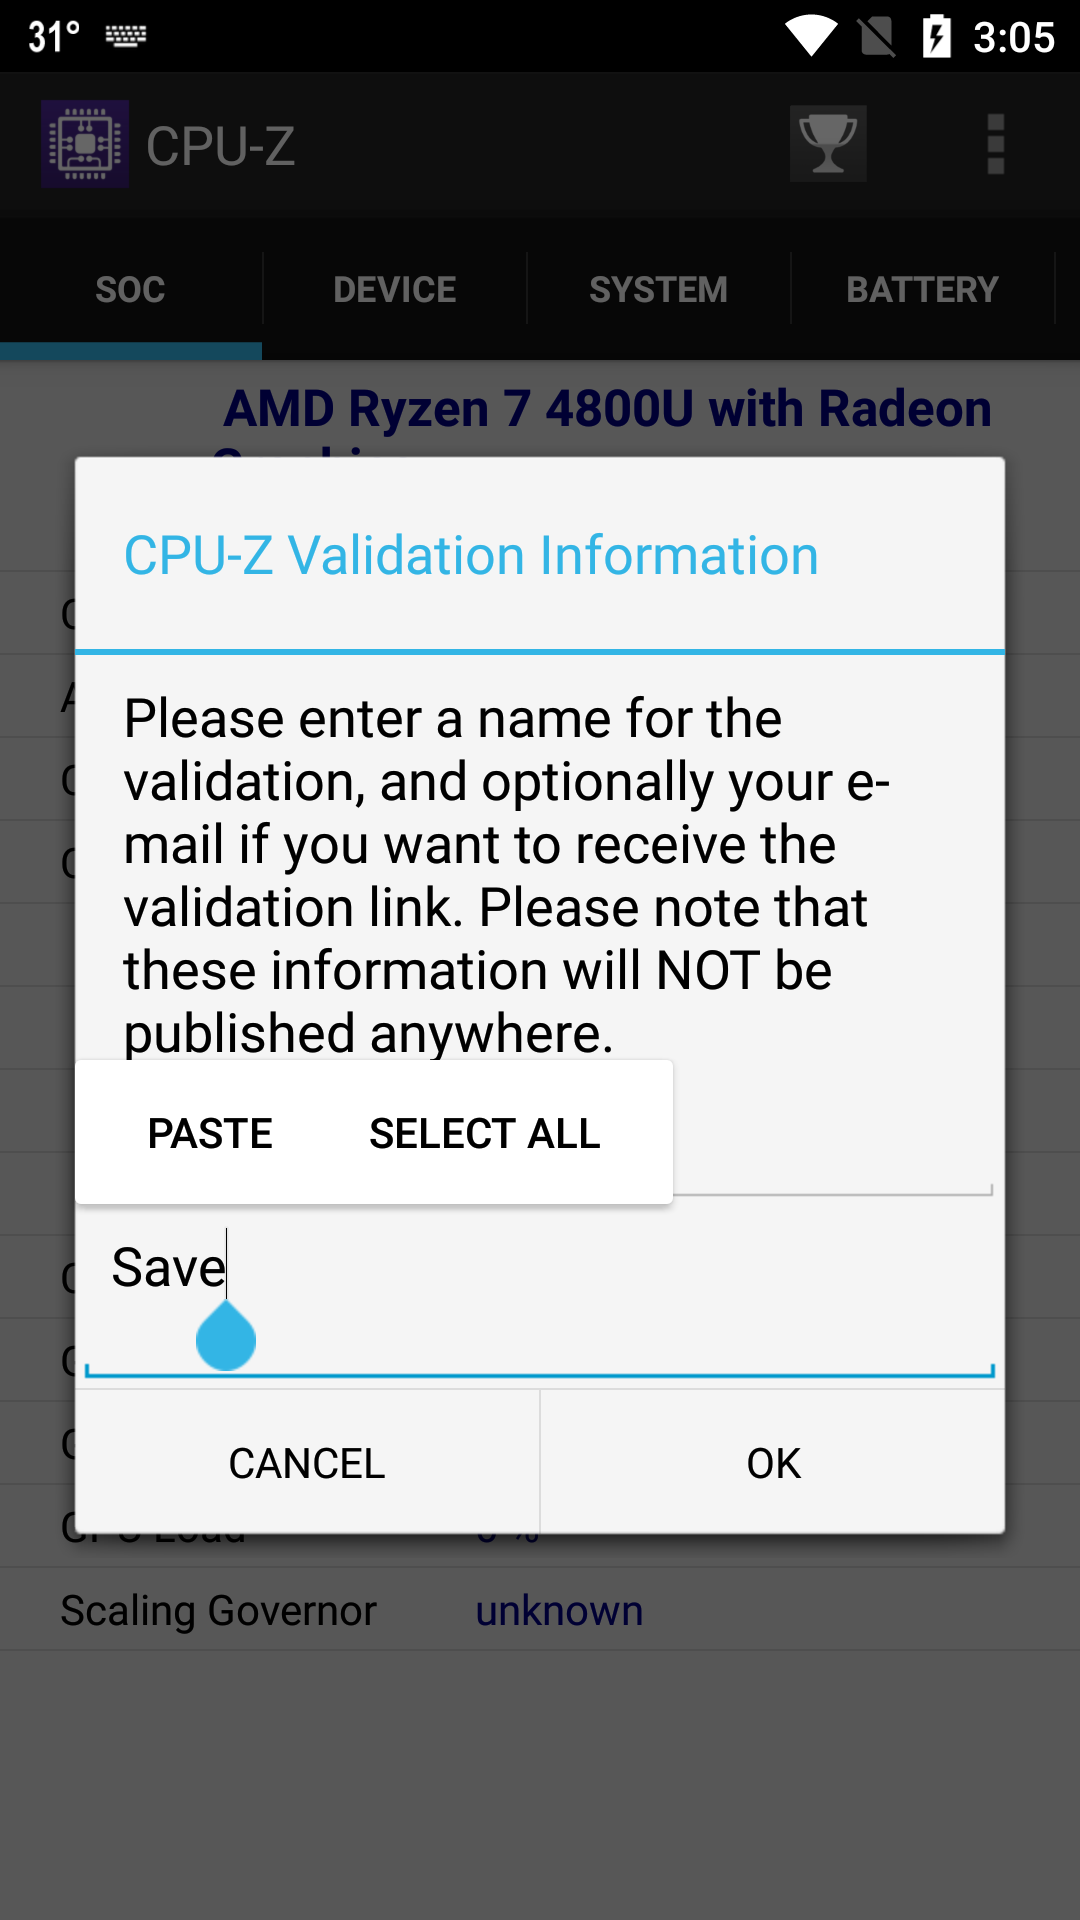 31°
3:05
CPU-Z
SOC
DEVICE
SYSTEM
BATTERY
AMD Ryzen 7 4800U with Radeon
CPU-Z Validation Information
Please enter a name for the
validation, and optionally your e-
mail if you want to receive the
validation link. Please note that
these information will NOT be
published anywhere.
PASTE
SELECT ALL
Save
CANCEL
OK
Scaling Governor
unknown